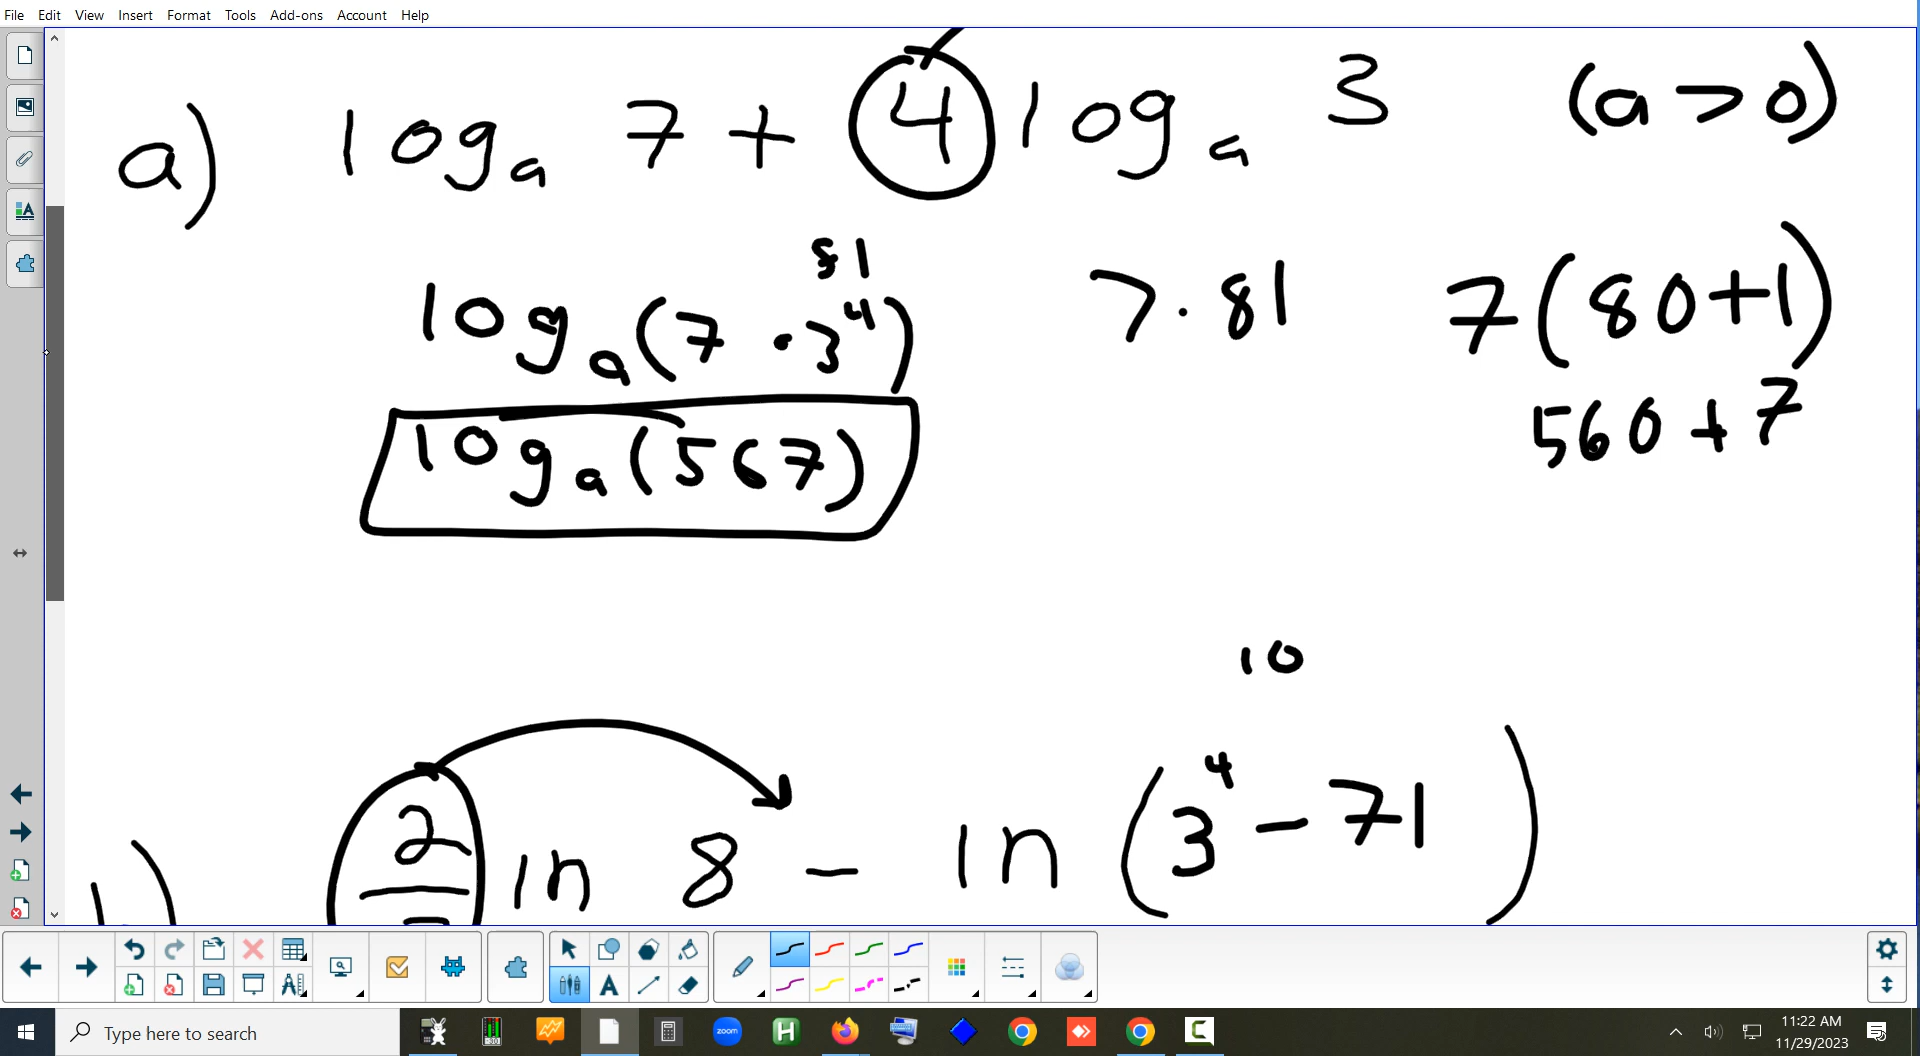 File Edit View Insert Format Tools Add-ons Account Help
a) log_a 7 + 4 log_a 3 (a > 0)
81
log_a(7 · 3^4) 7 · 81 7(80+1)
log_a(567) 560 + 7
10
2 ln 8 − ln (3^4 − 71)
Type here to search
zoom
H
C
11:22 AM
11/29/2023